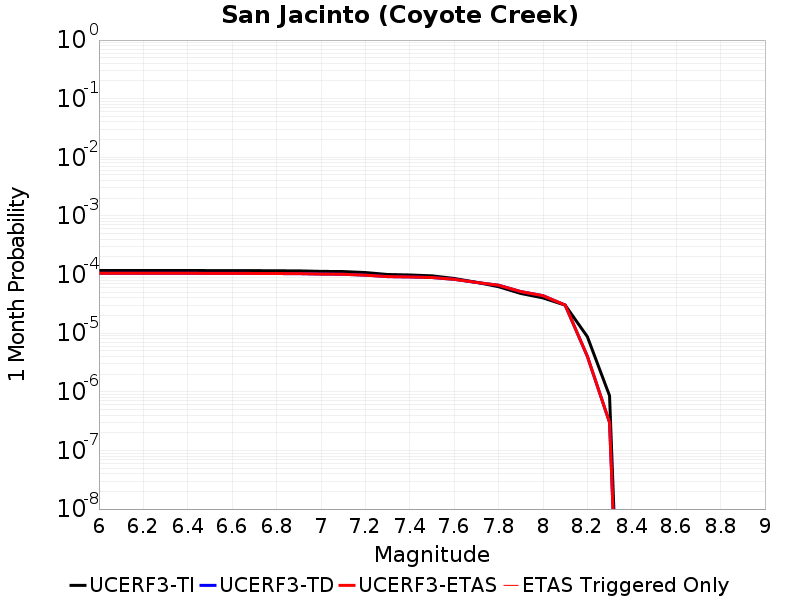 San Jacinto (Coyote Creek)
10^0
10^-1
10^-2
10^-3
10^-4
10^-5
10^-6
10^-7
10^-8
1 Month Probability
6 6.2 6.4 6.6 6.8 7 7.2 7.4 7.6 7.8 8 8.2 8.4 8.6 8.8 9
Magnitude
UCERF3-TI UCERF3-TD UCERF3-ETAS ETAS Triggered Only